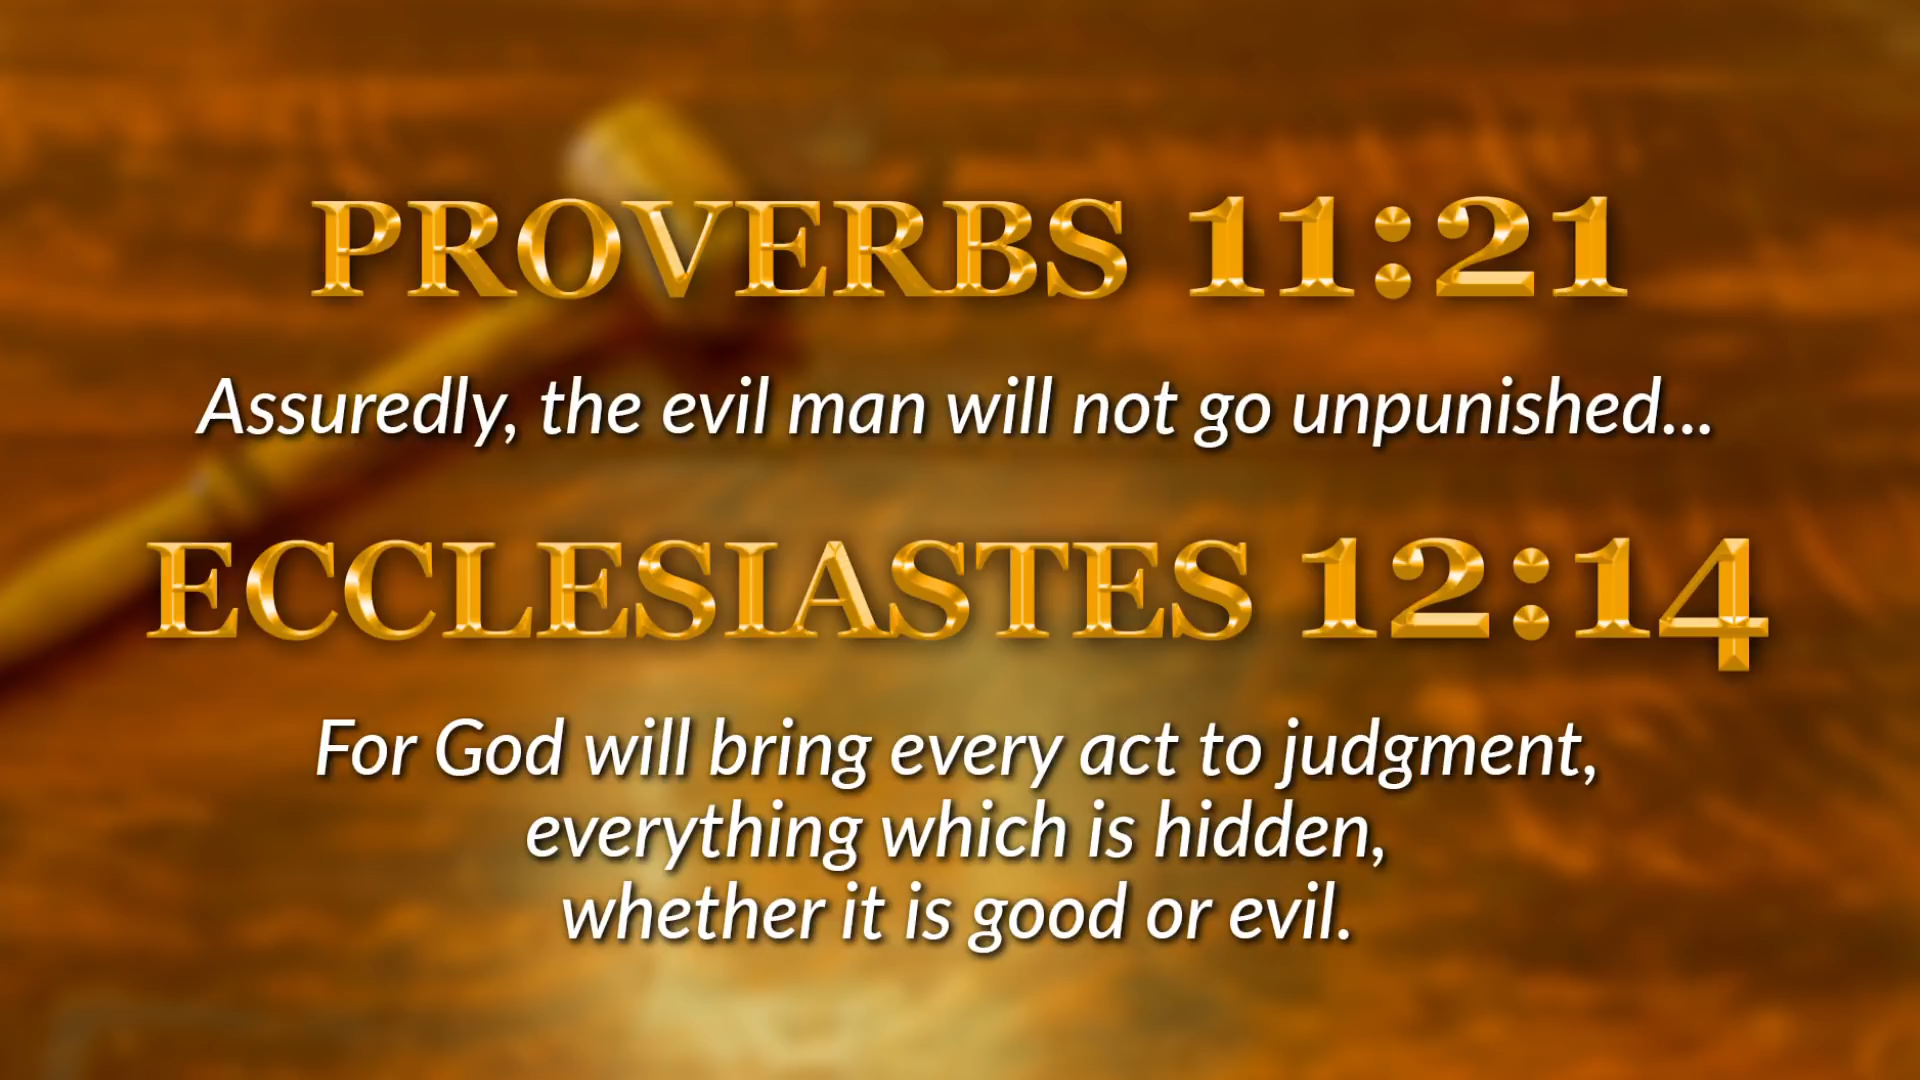 PROVERBS 11:21
Assuredly, the evil man will not go unpunished...
ECCLESIASTES 12:14
For God will bring every act to judgment,
everything which is hidden,
whether it is good or evil.